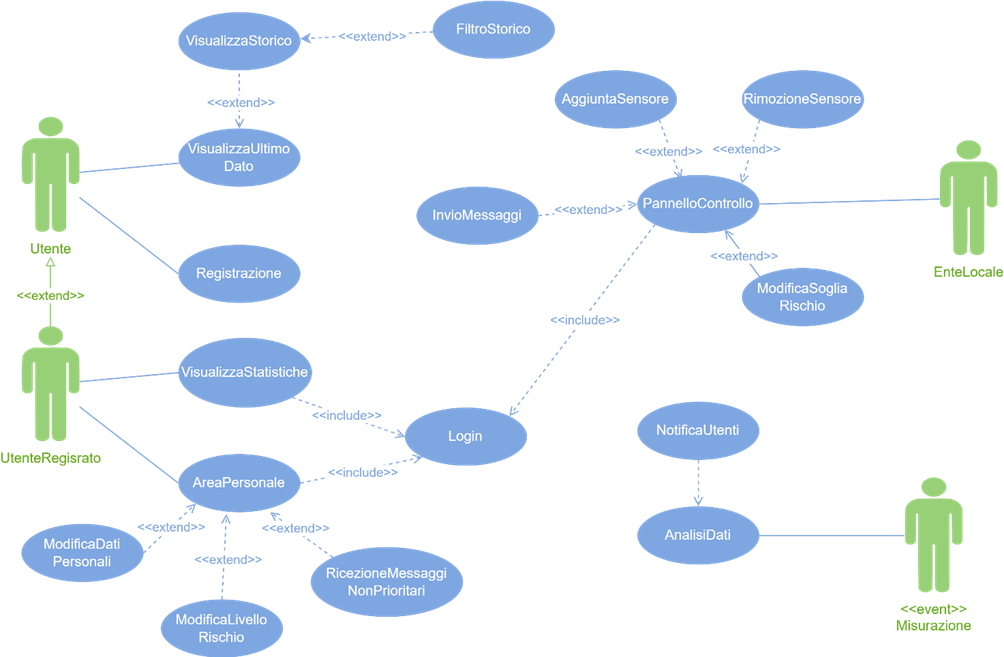 FiltroStorico
VisualizzaStorico
<<extend>>
<<extend>>
AggiuntaSensore
RimozioneSensore
VisualizzaUltimo
Dato
<<extend>>
<<extend>>
InvioMessaggi
<<extend>>
PannelloControllo
Utente
<<extend>>
EnteLocale
Registrazione
<<extend>>
ModificaSoglia
Rischio
<<include>>
VisualizzaStatistiche
<<include>>
UtenteRegisrato
Login
NotificaUtenti
<<include>>
AreaPersonale
<<extend>>
<<extend>>
<<extend>>
ModificaDati
Personali
RicezioneMessaggi
NonPrioritari
AnalisiDati
ModificaLivello
Rischio
<<event>>
Misurazione